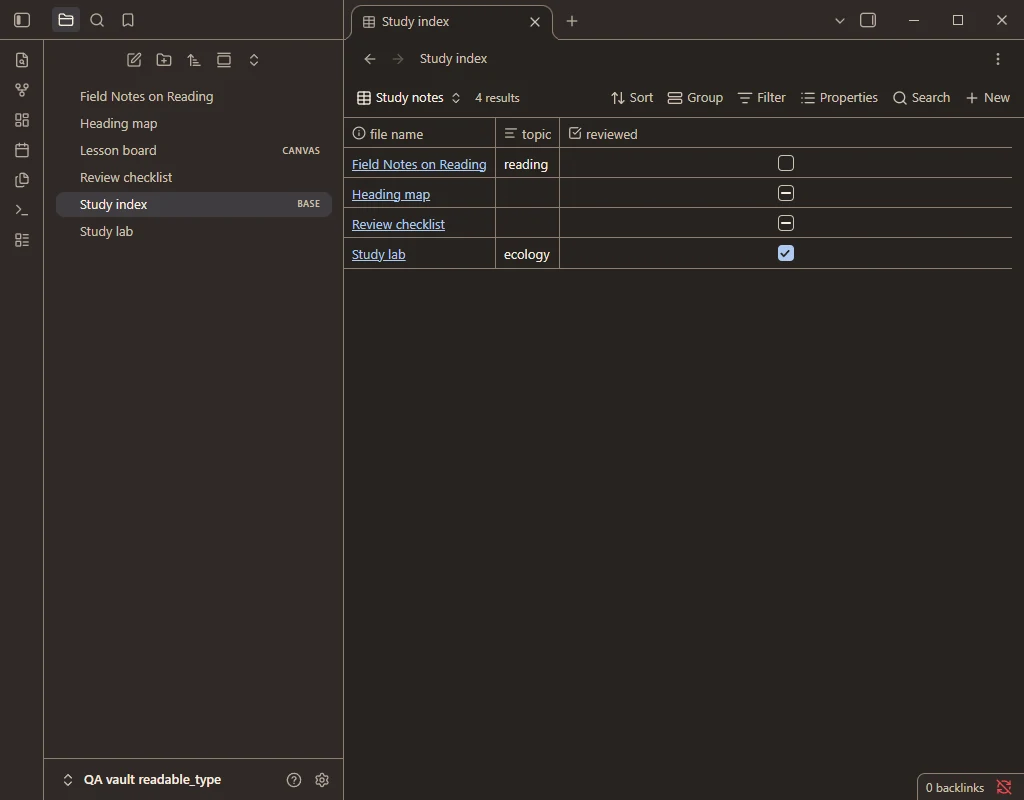 Study index
Study index
Field Notes on Reading
Heading map
Lesson board CANVAS
Review checklist
Study index BASE
Study lab
Study notes 4 results Sort Group Filter Properties Search New
file name topic reviewed
Field Notes on Reading reading
Heading map
Review checklist
Study lab ecology
QA vault readable_type
0 backlinks